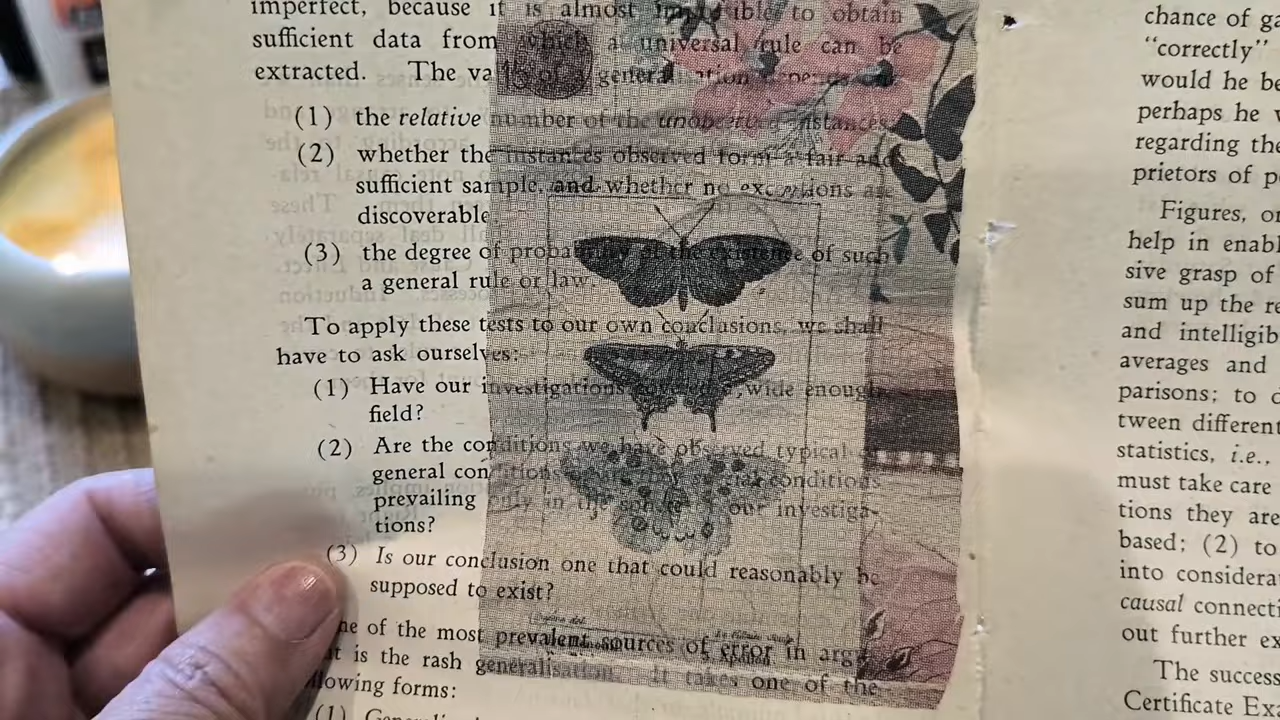 imperfect, because it is almost impossible to obtain
sufficient data from which a universal rule can be
extracted. The va of a general
(1) the relative number of the unobserved instances
(2) whether the instances observed form a fair and
sufficient sample, and whether no exceptions are
discoverable.
(3) the degree of probability of the existence of such
a general rule or law.
To apply these tests to our own conclusions, we shall
have to ask ourselves:
(1) Have our investigations covered a wide enough
field?
(2) Are the conditions we have observed typical
general conditions conditions
prevailing only in the of our investiga-
tions?
(3) Is our conclusion one that could reasonably be
supposed to exist?
ne of the most prevalent sources of error in arg
t is the rash generalisation. It takes one of the
lowing forms:
(1)
chance of ga
"correctly"
would he be
perhaps he
regarding the
prietors of p
Figures, or
help in enabl
sive grasp of
sum up the re
and intelligib
averages and
parisons; to
tween different
statistics, i.e.,
must take care
tions they are
based; (2) to
into considera
causal connecti
out further ex
The success
Certificate Exa